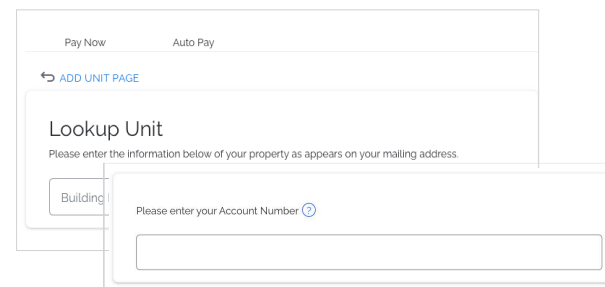 Pay Now Auto Pay
ADD UNIT PAGE
Lookup Unit
Please enter the information below of your property as appears on your mailing address.
Building
Please enter your Account Number ?